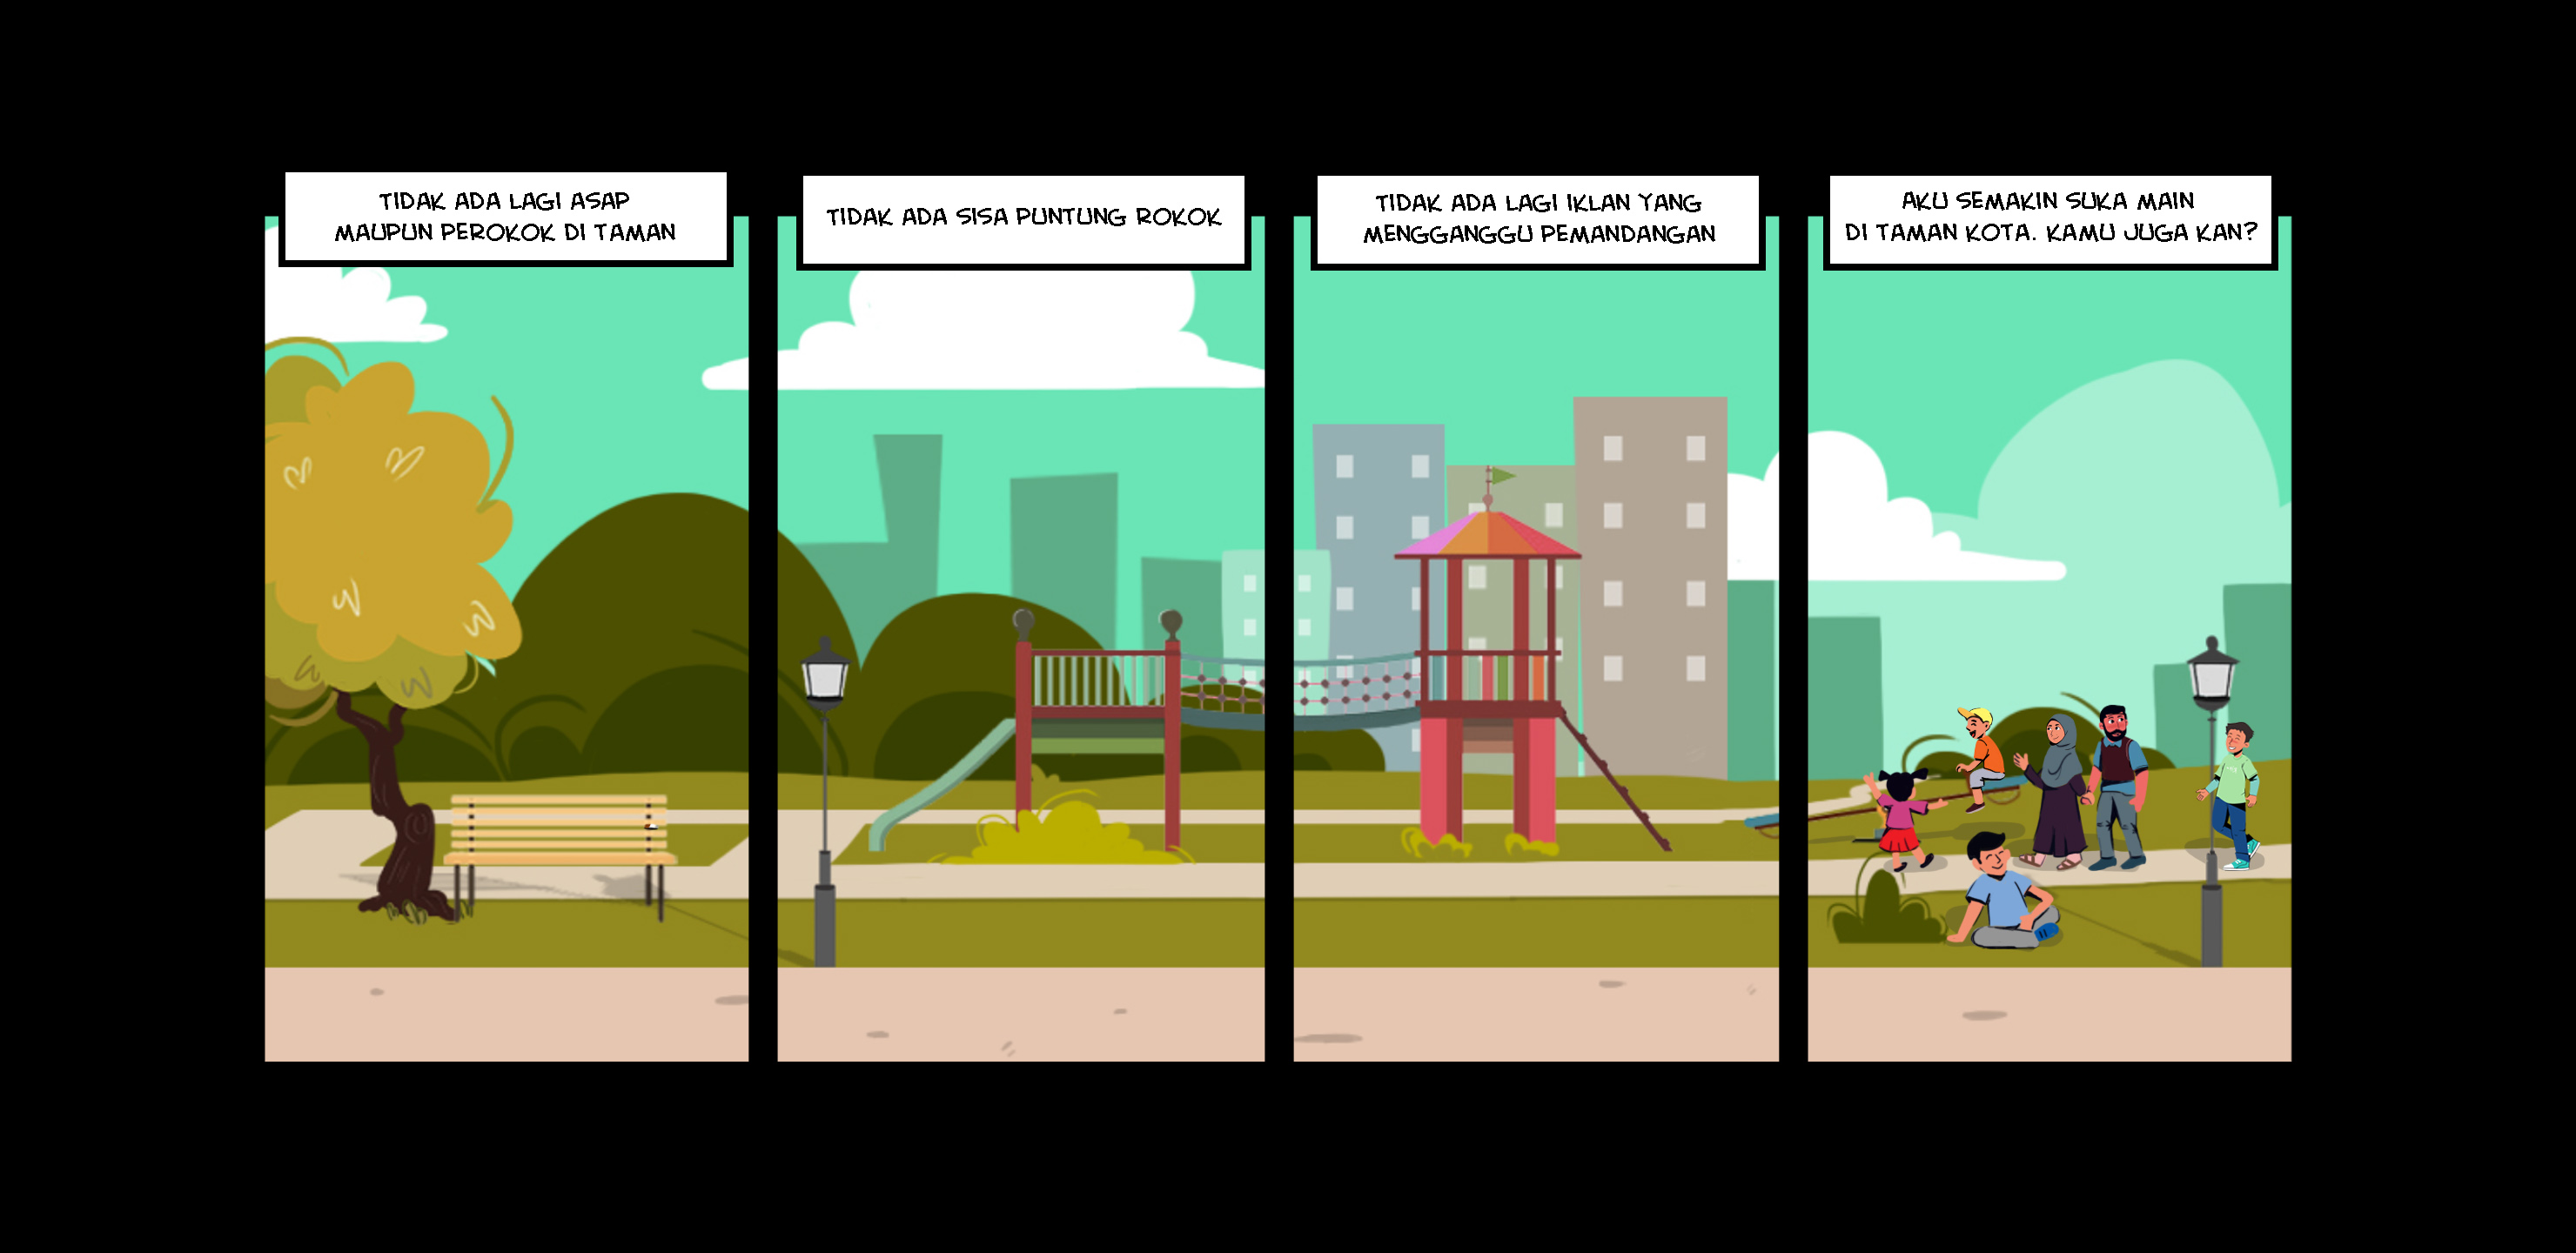 TIDAK ADA LAGI ASAP
MAUPUN PEROKOK DI TAMAN
TIDAK ADA SISA PUNTUNG ROKOK
TIDAK ADA LAGI IKLAN YANG
MENGGANGGU PEMANDANGAN
AKU SEMAKIN SUKA MAIN
DI TAMAN KOTA. KAMU JUGA KAN?